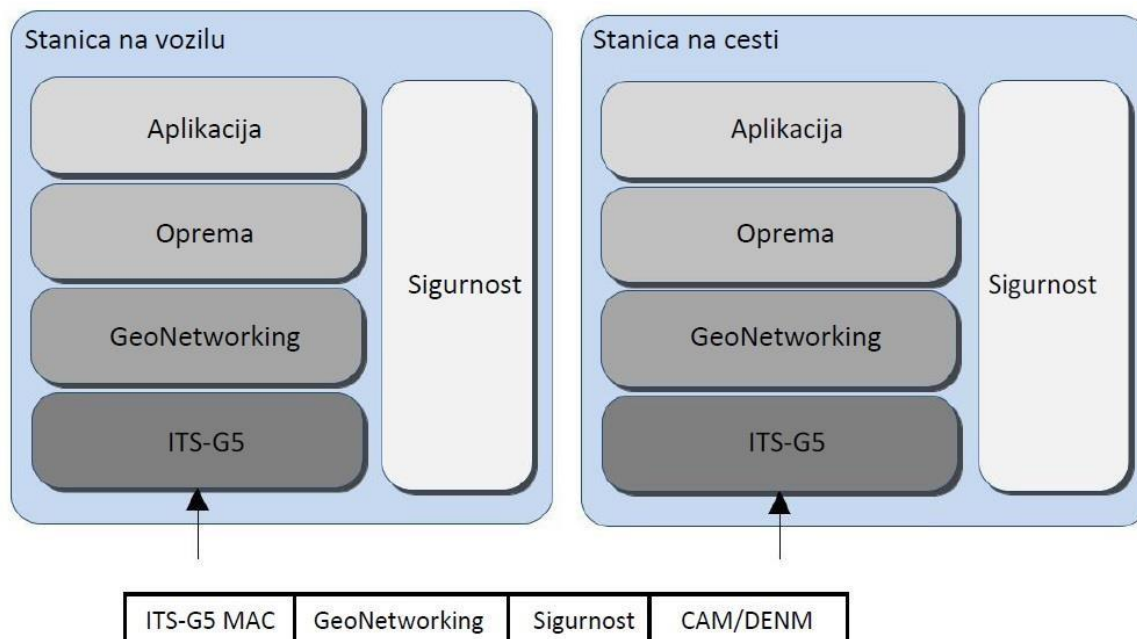 Stanica na vozilu
Aplikacija
Oprema
GeoNetworking
ITS-G5
Sigurnost
Stanica na cesti
Aplikacija
Oprema
GeoNetworking
ITS-G5
Sigurnost
ITS-G5 MAC GeoNetworking Sigurnost CAM/DENM